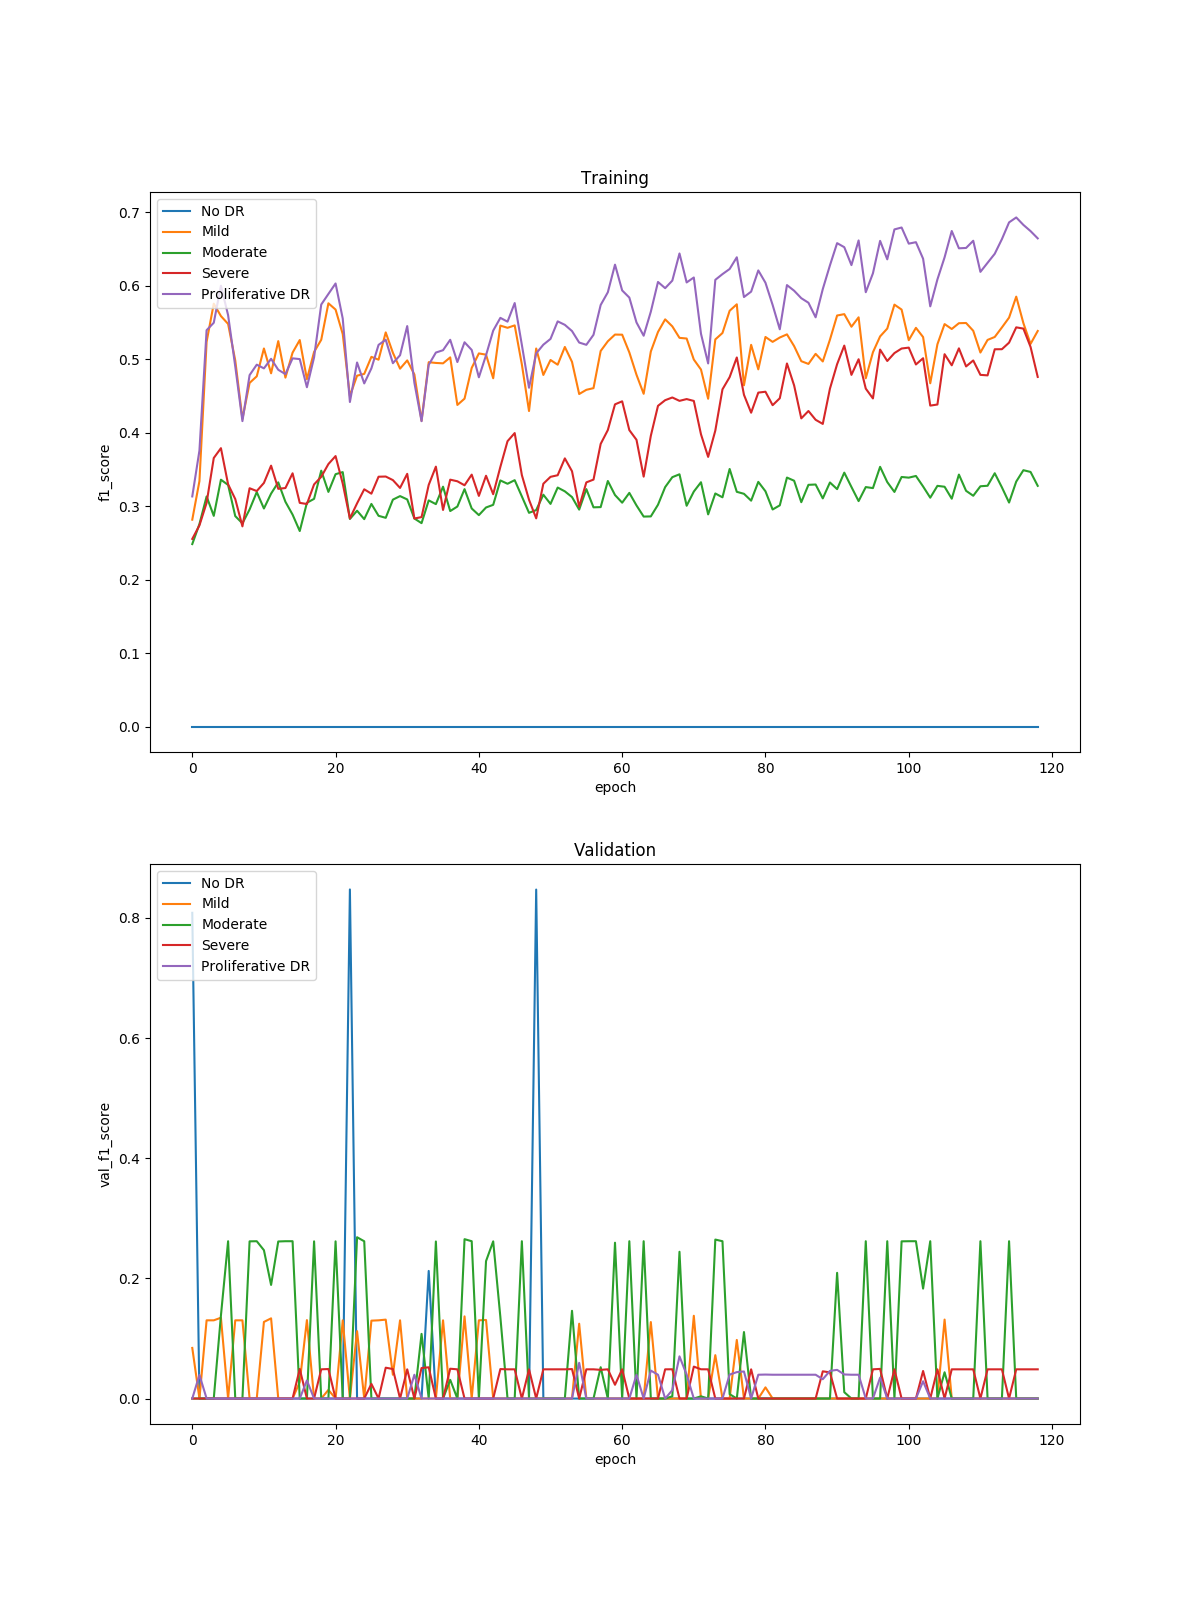 Training
f1_score
0.7
0.6
0.5
0.4
0.3
0.2
0.1
0.0
No DR
Mild
Moderate
Severe
Proliferative DR
0 20 40 60 80 100 120
epoch
Validation
val_f1_score
0.8
0.6
0.4
0.2
0.0
No DR
Mild
Moderate
Severe
Proliferative DR
0 20 40 60 80 100 120
epoch